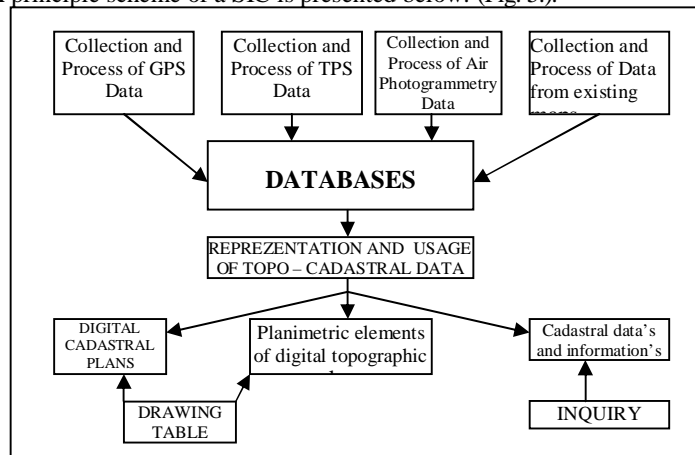 A principle scheme of a SIC is presented below. (Fig. 3.).
Collection and
Process of GPS
Data
Collection and
Process of TPS
Data
Collection and
Process of Air
Photogrammetry
Data
Collection and
Process of Data
from existing
DATABASES
REPREZENTATION AND USAGE
OF TOPO – CADASTRAL DATA
DIGITAL
CADASTRAL
PLANS
Planimetric elements
of digital topographic
Cadastral data’s
and information’s
DRAWING
TABLE
INQUIRY